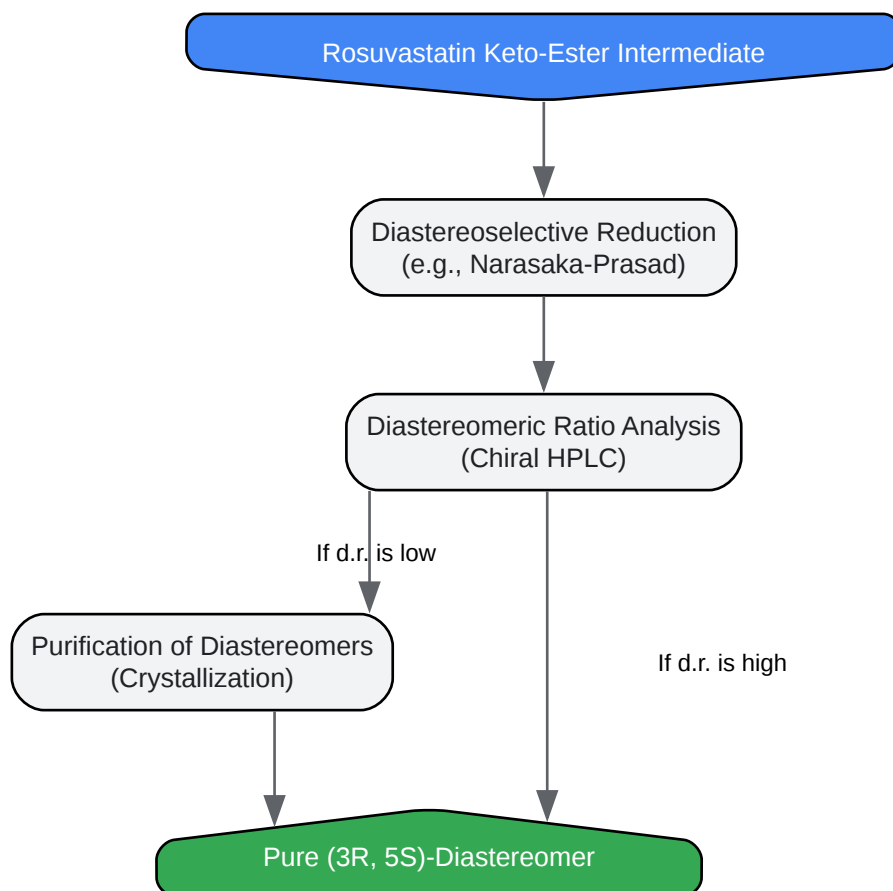 Rosuvastatin Keto-Ester Intermediate
Diastereoselective Reduction
(e.g., Narasaka-Prasad)
Diastereomeric Ratio Analysis
(Chiral HPLC)
If d.r. is low
Purification of Diastereomers
(Crystallization)
If d.r. is high
Pure (3R, 5S)-Diastereomer